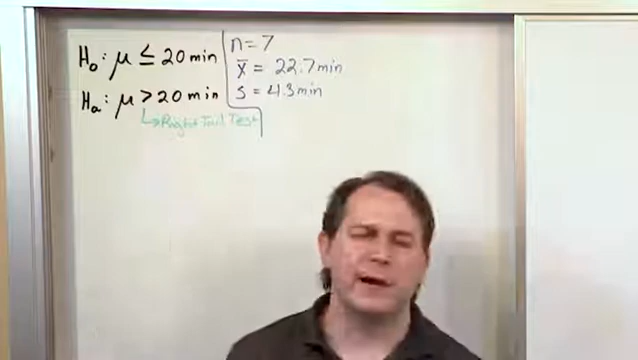 H₀: μ ≤ 20 min
Hₐ: μ > 20 min
↳ Right Tail Test
n = 7
x̄ = 22.7 min
s = 4.3 min